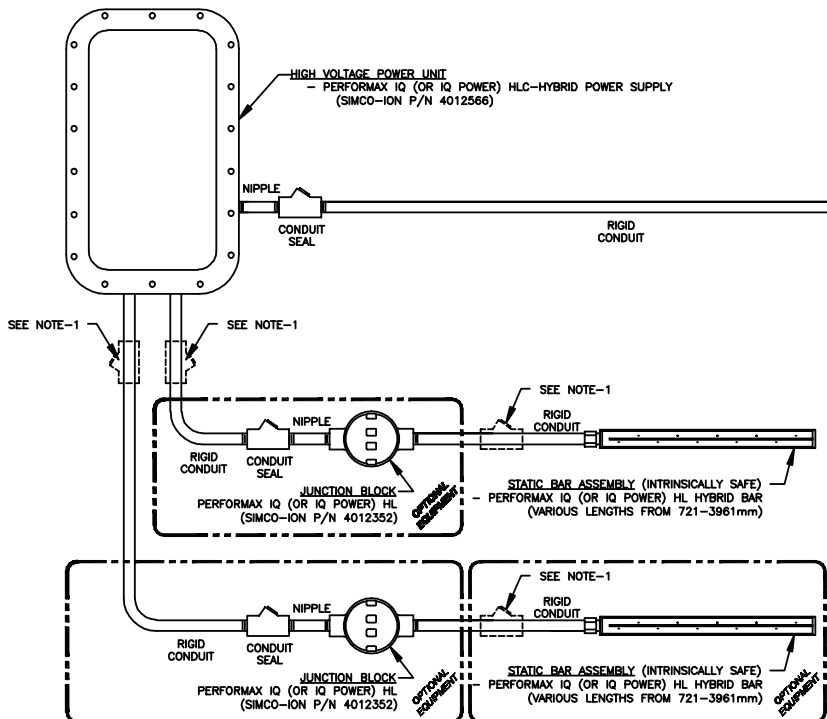 HIGH VOLTAGE POWER UNIT
- PERFORMAX IQ (OR IQ POWER) HLC-HYBRID POWER SUPPLY
(SIMCO-ION P/N 4012566)
NIPPLE
CONDUIT
SEAL
RIGID
CONDUIT
SEE NOTE-1
SEE NOTE-1
SEE NOTE-1
NIPPLE
RIGID
CONDUIT
RIGID
CONDUIT
CONDUIT
SEAL
JUNCTION BLOCK
PERFORMAX IQ (OR IQ POWER) HL
(SIMCO-ION P/N 4012352)
OPTIONAL
EQUIPMENT
STATIC BAR ASSEMBLY (INTRINSICALLY SAFE)
- PERFORMAX IQ (OR IQ POWER) HL HYBRID BAR
(VARIOUS LENGTHS FROM 721-3961mm)
SEE NOTE-1
NIPPLE
RIGID
CONDUIT
RIGID
CONDUIT
CONDUIT
SEAL
JUNCTION BLOCK
PERFORMAX IQ (OR IQ POWER) HL
(SIMCO-ION P/N 4012352)
OPTIONAL
EQUIPMENT
STATIC BAR ASSEMBLY (INTRINSICALLY SAFE)
- PERFORMAX IQ (OR IQ POWER) HL HYBRID BAR
(VARIOUS LENGTHS FROM 721-3961mm)
OPTIONAL
EQUIPMENT